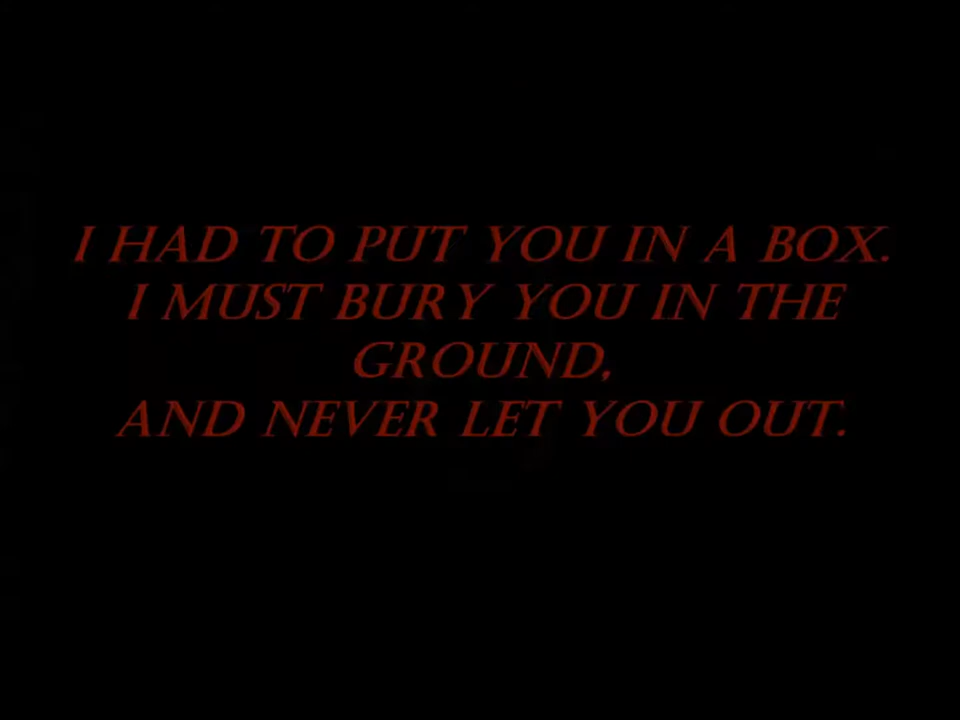 I HAD TO PUT YOU IN A BOX.
I MUST BURY YOU IN THE
GROUND,
AND NEVER LET YOU OUT.